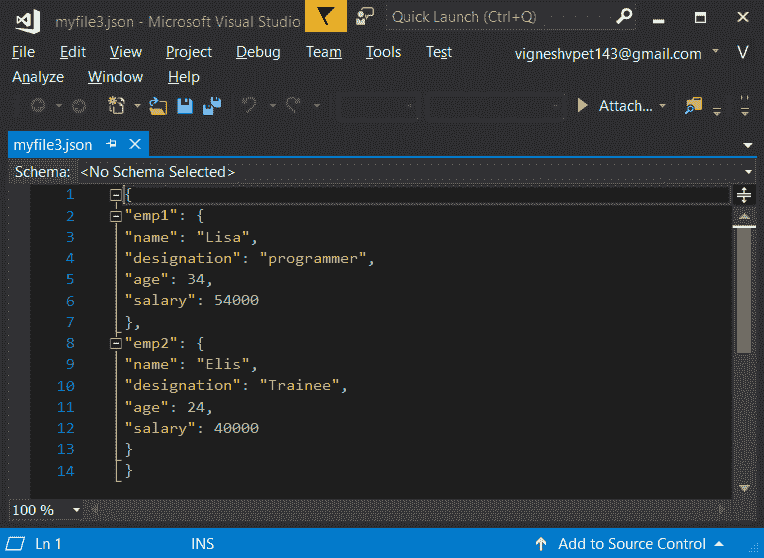 myfile3.json - Microsoft Visual Studio
Quick Launch (Ctrl+Q)
File Edit View Project Debug Team Tools Test vigneshvpet143@gmail.com V
Analyze Window Help
Attach...
myfile3.json
Schema: <No Schema Selected>
1 {
2 "emp1": {
3 "name": "Lisa",
4 "designation": "programmer",
5 "age": 34,
6 "salary": 54000
7 },
8 "emp2": {
9 "name": "Elis",
10 "designation": "Trainee",
11 "age": 24,
12 "salary": 40000
13 }
14 }
100 %
Ln 1 INS Add to Source Control